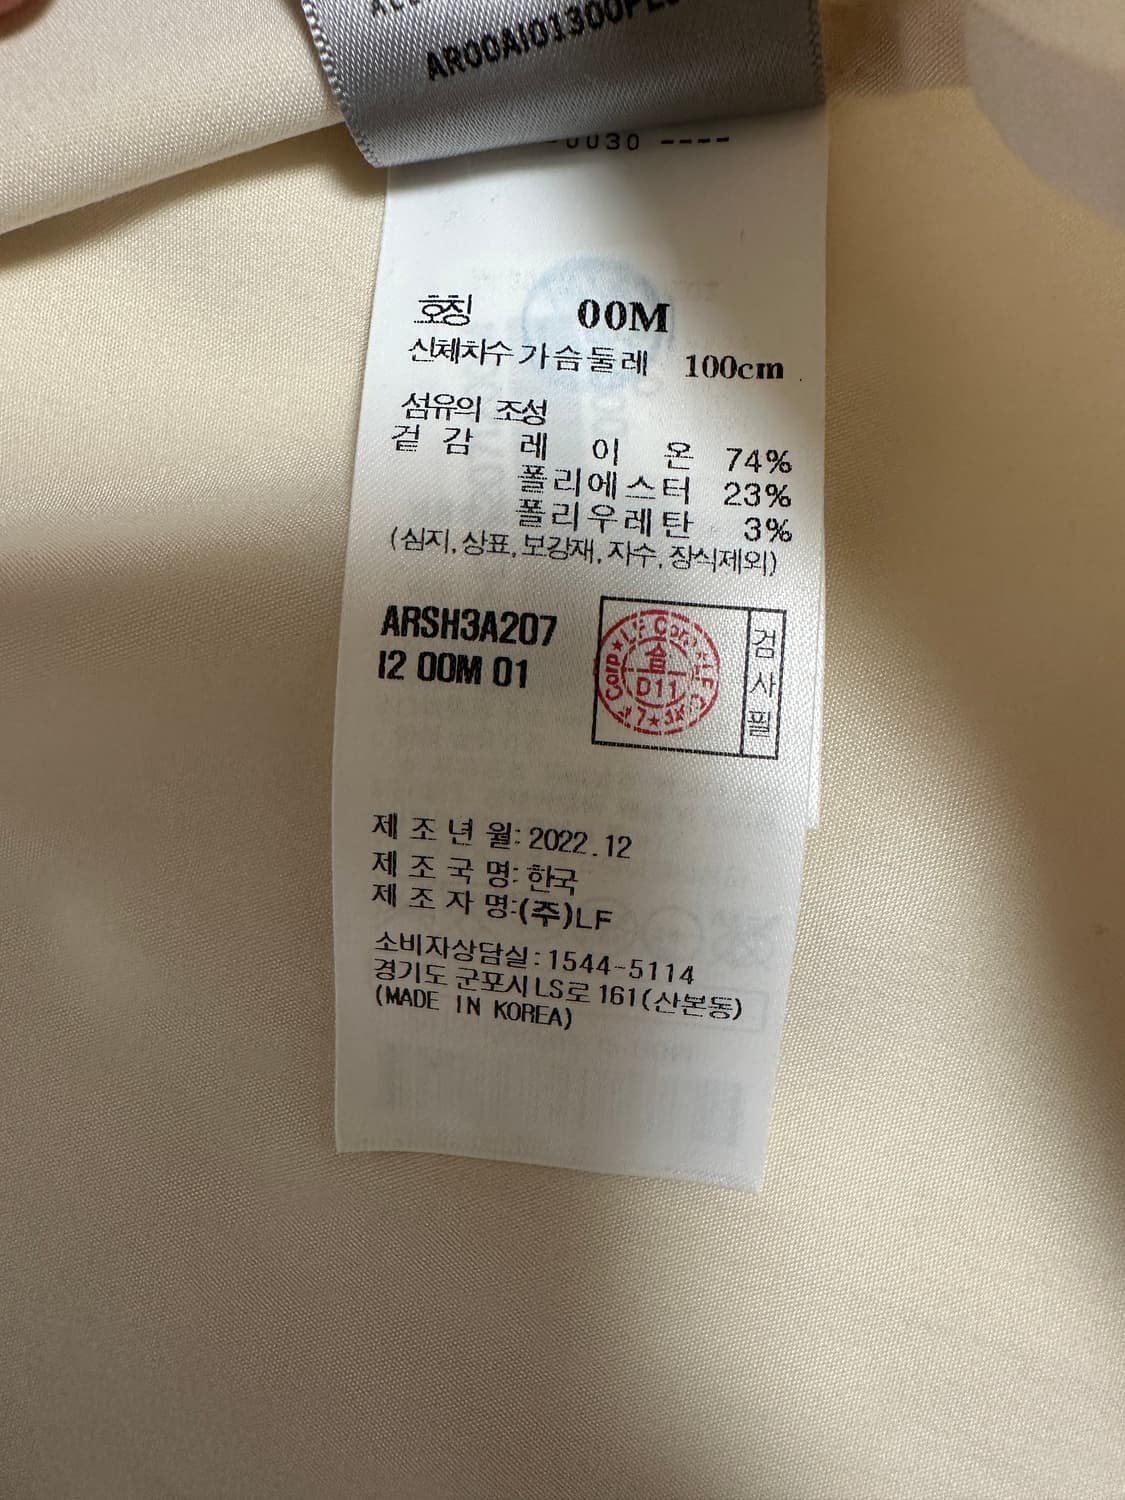 AR00AI01300PL
0030 ----
호칭 00M
신체치수 가슴둘레 100cm
섬유의 조성
겉 감 레 이 온 74%
폴리에스터 23%
폴리우레탄 3%
(심지, 상표, 보강재, 자수, 장식제외)
ARSH3A207
I2 00M 01
LF Corp
D11
검사필
제 조 년 월: 2022.12
제 조 국 명: 한국
제 조 자 명:(주)LF
소비자상담실:1544-5114
경기도 군포시 LS로 161(산본동)
(MADE IN KOREA)